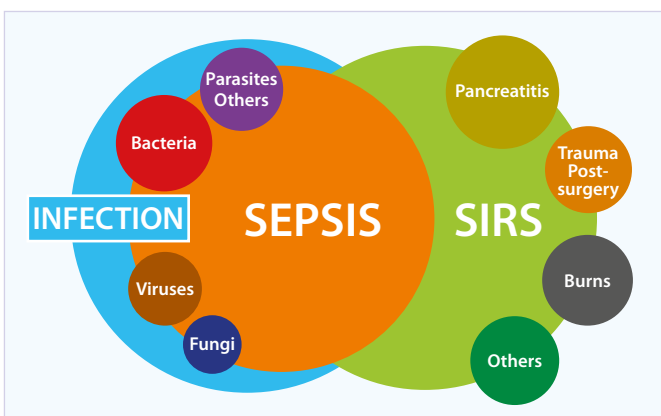 Parasites
Others
Bacteria
INFECTION
Viruses
Fungi
SEPSIS
SIRS
Pancreatitis
Trauma
Post-
surgery
Burns
Others